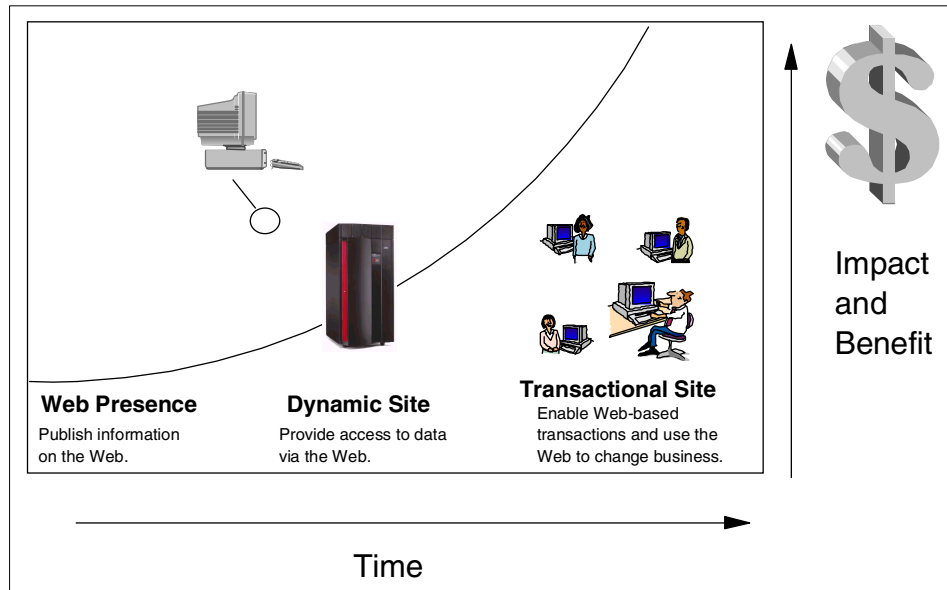 Web Presence
Publish information
on the Web.
Dynamic Site
Provide access to data
via the Web.
Transactional Site
Enable Web-based
transactions and use the
Web to change business.
$
Impact
and
Benefit
Time